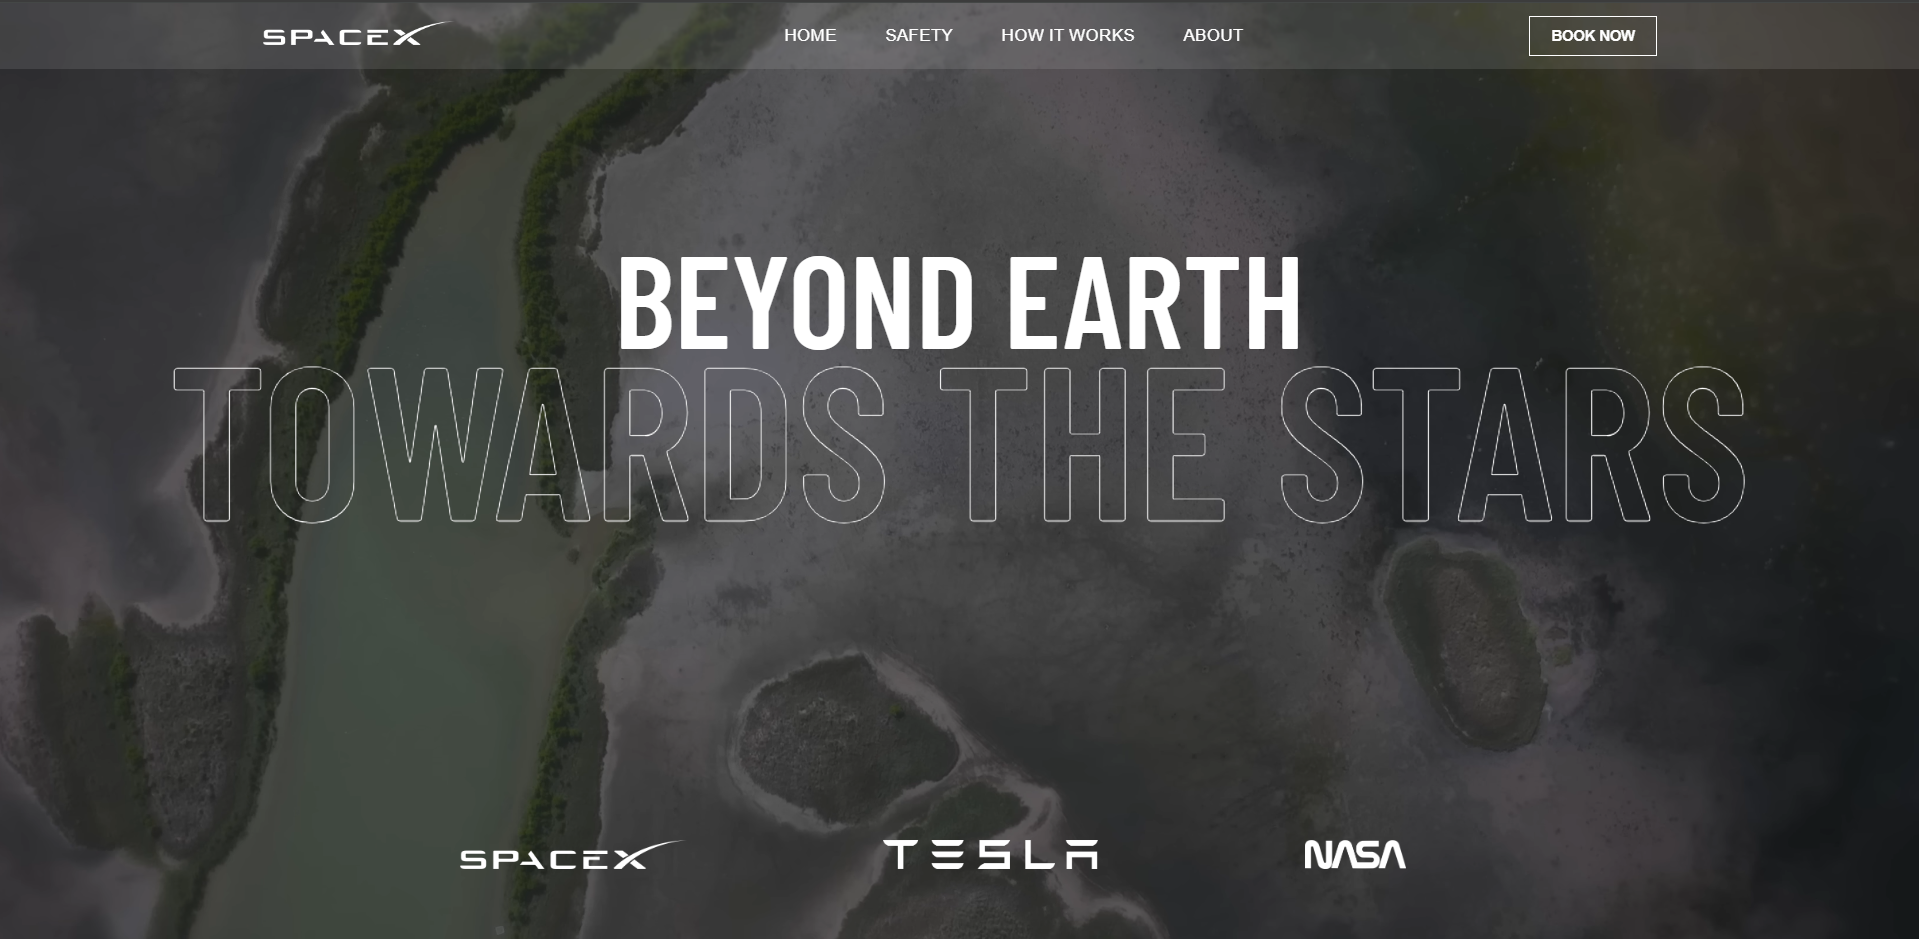 SPACEX HOME SAFETY HOW IT WORKS ABOUT BOOK NOW
BEYOND EARTH
TOWARDS THE STARS
SPACEX TESLA NASA